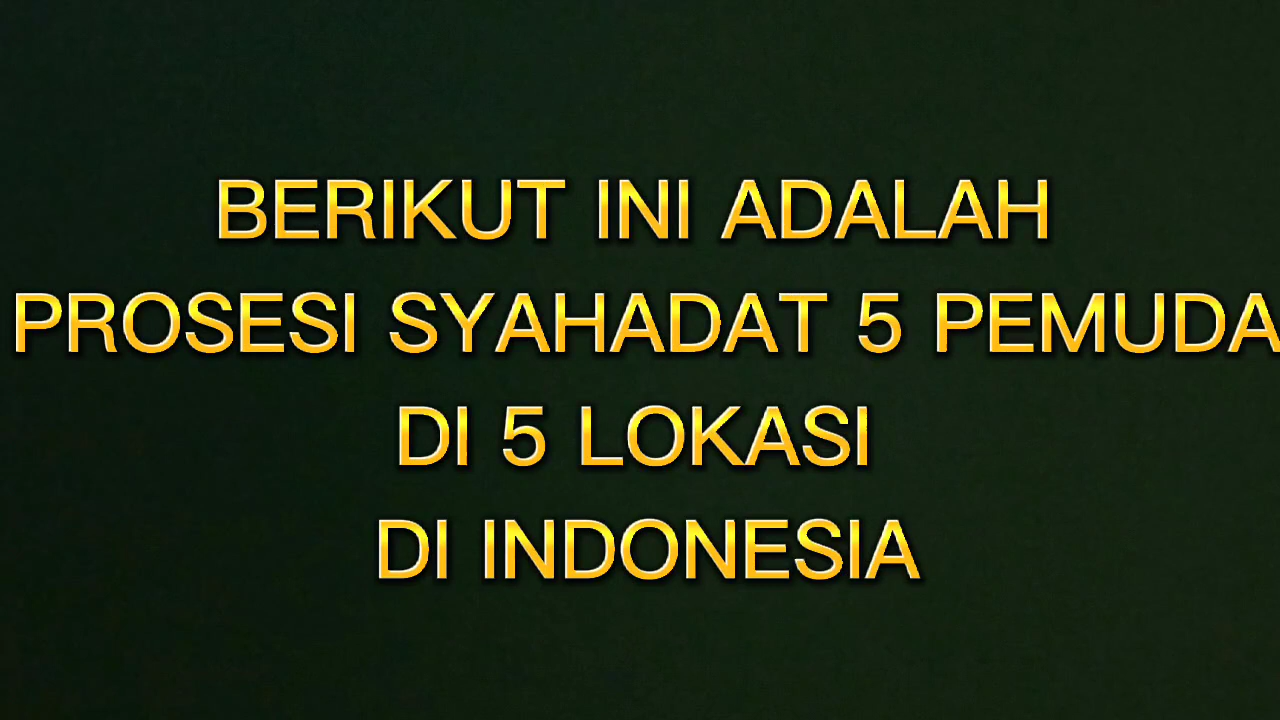 BERIKUT INI ADALAH
PROSESI SYAHADAT 5 PEMUDA
DI 5 LOKASI
DI INDONESIA